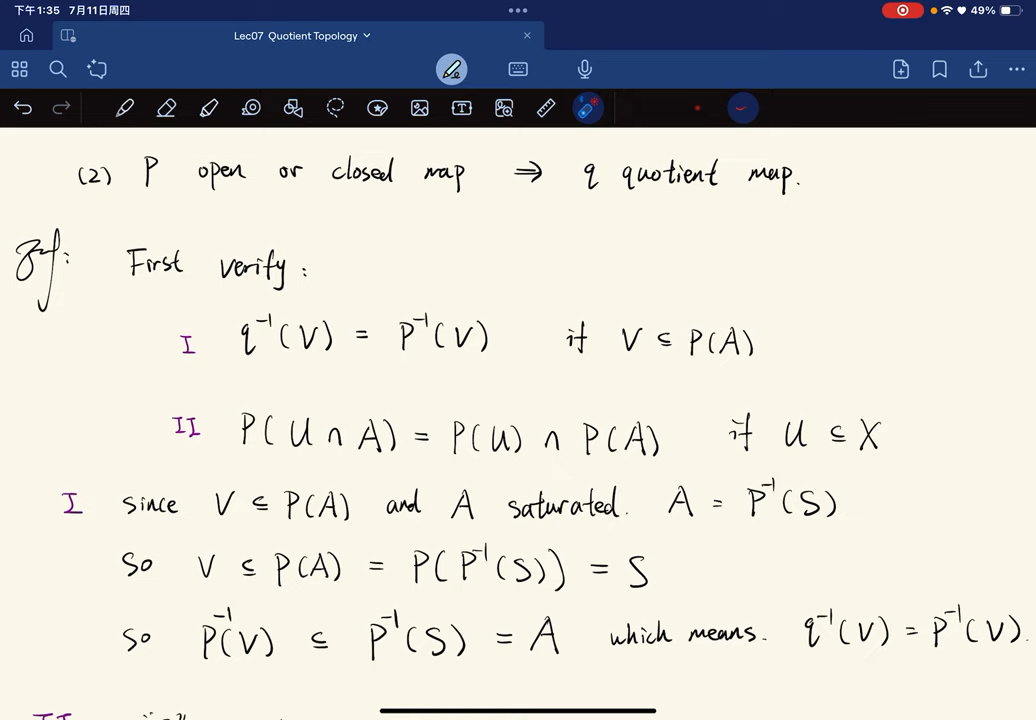 下午1:35 7月11日周四
49%
Lec07 Quotient Topology
(2) P open or closed map ⇒ q quotient map.
Pf: First verify:
I q⁻¹(V) = P⁻¹(V) if V ⊆ P(A)
II P(U ∩ A) = P(U) ∩ P(A) if U ⊆ X
I since V ⊆ P(A) and A saturated. A = P⁻¹(S)
So V ⊆ P(A) = P(P⁻¹(S)) = S
so P⁻¹(V) ⊆ P⁻¹(S) = A which means. q⁻¹(V) = P⁻¹(V).
II